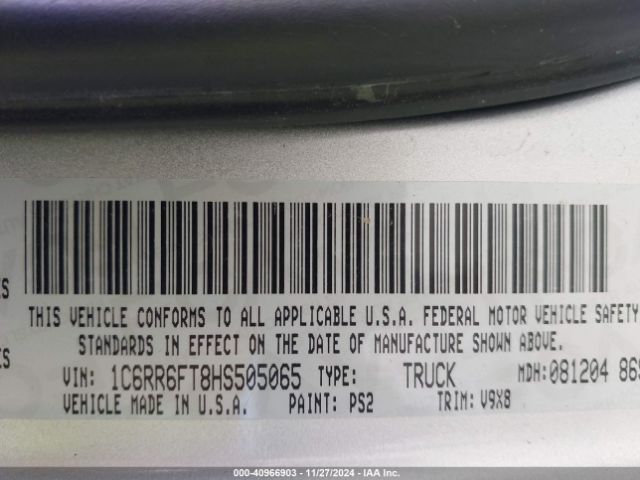 THIS VEHICLE CONFORMS TO ALL APPLICABLE U.S.A. FEDERAL MOTOR VEHICLE SAFETY
STANDARDS IN EFFECT ON THE DATE OF MANUFACTURE SHOWN ABOVE.
VIN: 1C6RR6FT8HS505065 TYPE: TRUCK MDH:081204 869
VEHICLE MADE IN U.S.A. PAINT: PS2 TRIM: V9X8
000-40966903 - 11/27/2024 - IAA Inc.